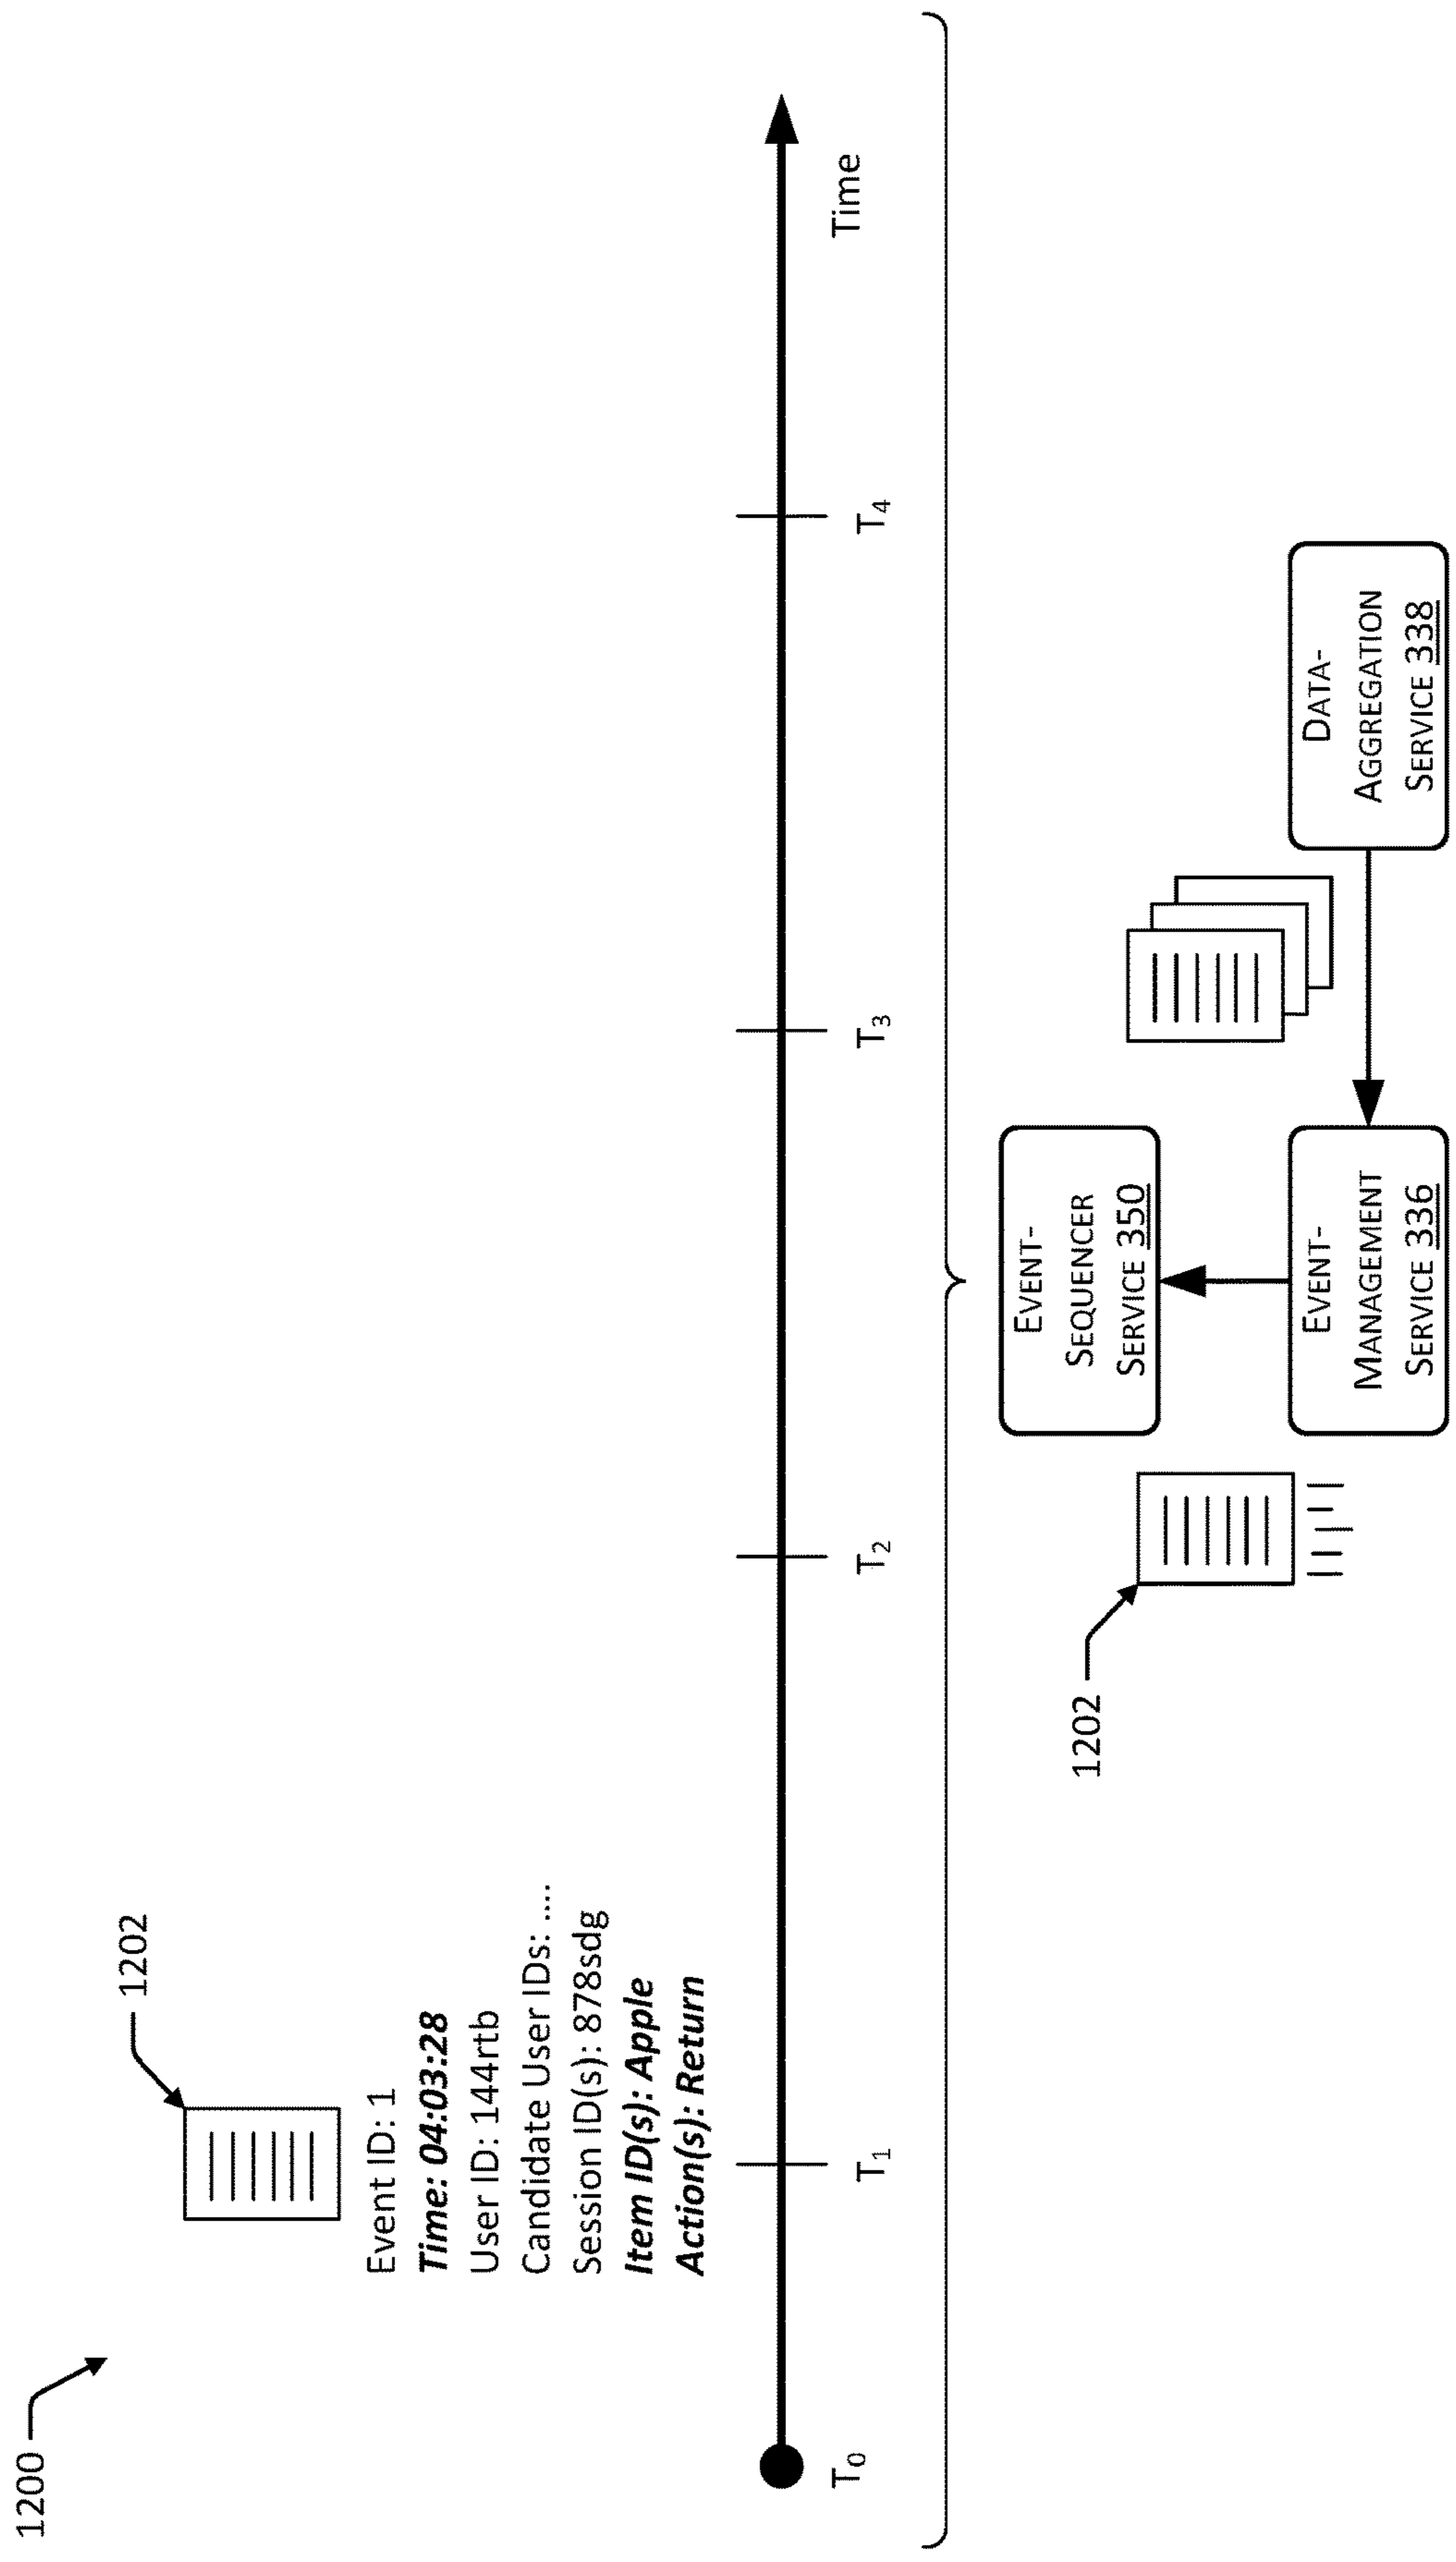 1200
1202
Event ID: 1
Time: 04:03:28
User ID: 144rtb
Candidate User IDs: ....
Session ID(s): 878sdg
Item ID(s): Apple
Action(s): Return
T0
T1
T2
T3
T4
Time
1202
EVENT-
SEQUENCER
SERVICE 350
EVENT-
MANAGEMENT
SERVICE 336
DATA-
AGGREGATION
SERVICE 338